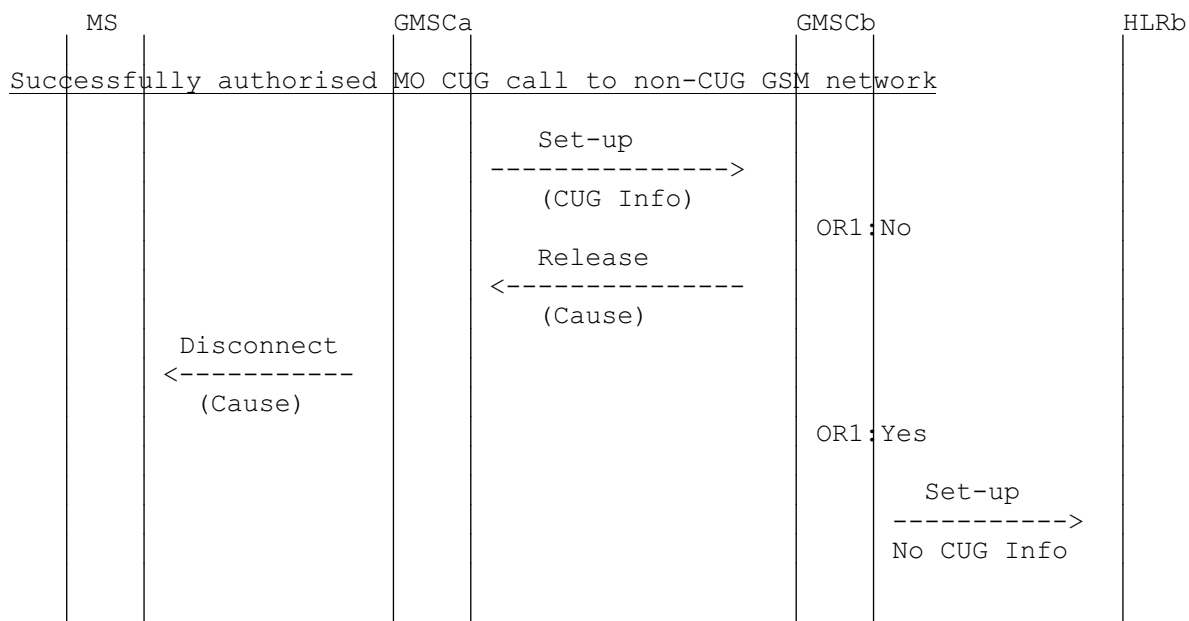 MS GMSCa GMSCb HLRb
Successfully authorised MO CUG call to non-CUG GSM network
Set-up
--------------->
(CUG Info)
OR1:No
Release
<---------------
(Cause)
Disconnect
<-----------
(Cause)
OR1:Yes
Set-up
----------->
No CUG Info